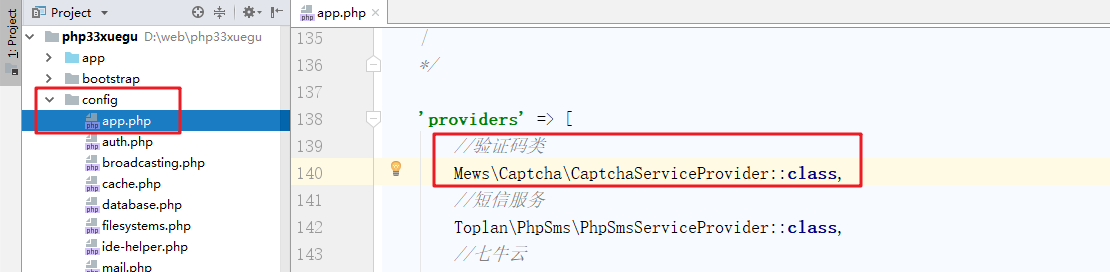 1: Project
Project
php33xuegu D:\web\php33xuegu
app
bootstrap
config
app.php
auth.php
broadcasting.php
cache.php
database.php
filesystems.php
ide-helper.php
mail.php
app.php
135 /
136 */
137
138 'providers' => [
139 //验证码类
140 Mews\Captcha\CaptchaServiceProvider::class,
141 //短信服务
142 Toplan\PhpSms\PhpSmsServiceProvider::class,
143 //七牛云